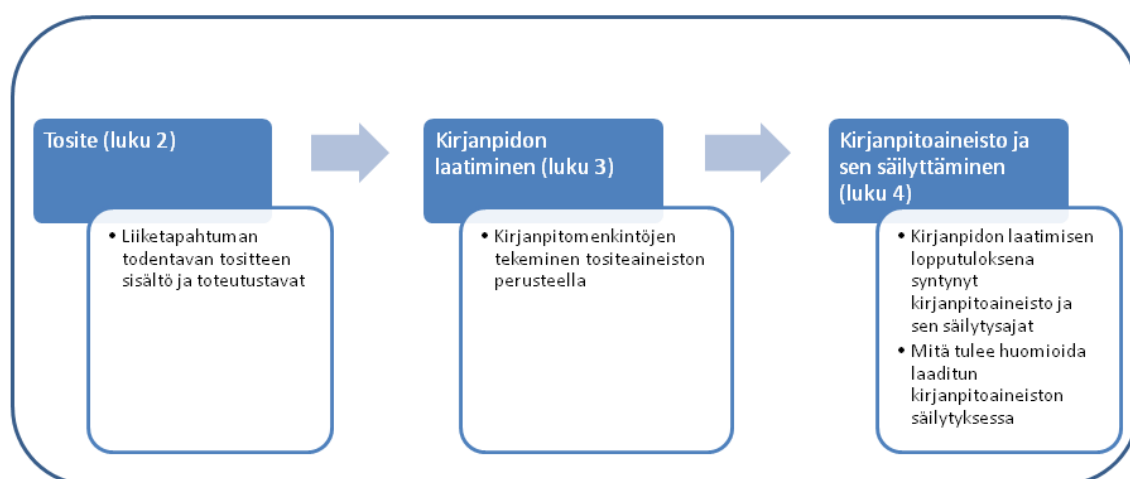 Tosite (luku 2)
• Liiketapahtuman
todentavan tositteen
sisältö ja toteutustavat
Kirjanpidon
laatiminen (luku 3)
• Kirjanpitomenkintöjen
tekeminen tositeaineiston
perusteella
Kirjanpitoaineisto ja
sen säilyttäminen
(luku 4)
• Kirjanpidon laatimisen
lopputuloksena
syntynyt
kirjanpitoaineisto ja
sen säilytysajat
• Mitä tulee huomioida
laaditun
kirjanpitoaineiston
säilytyksessa